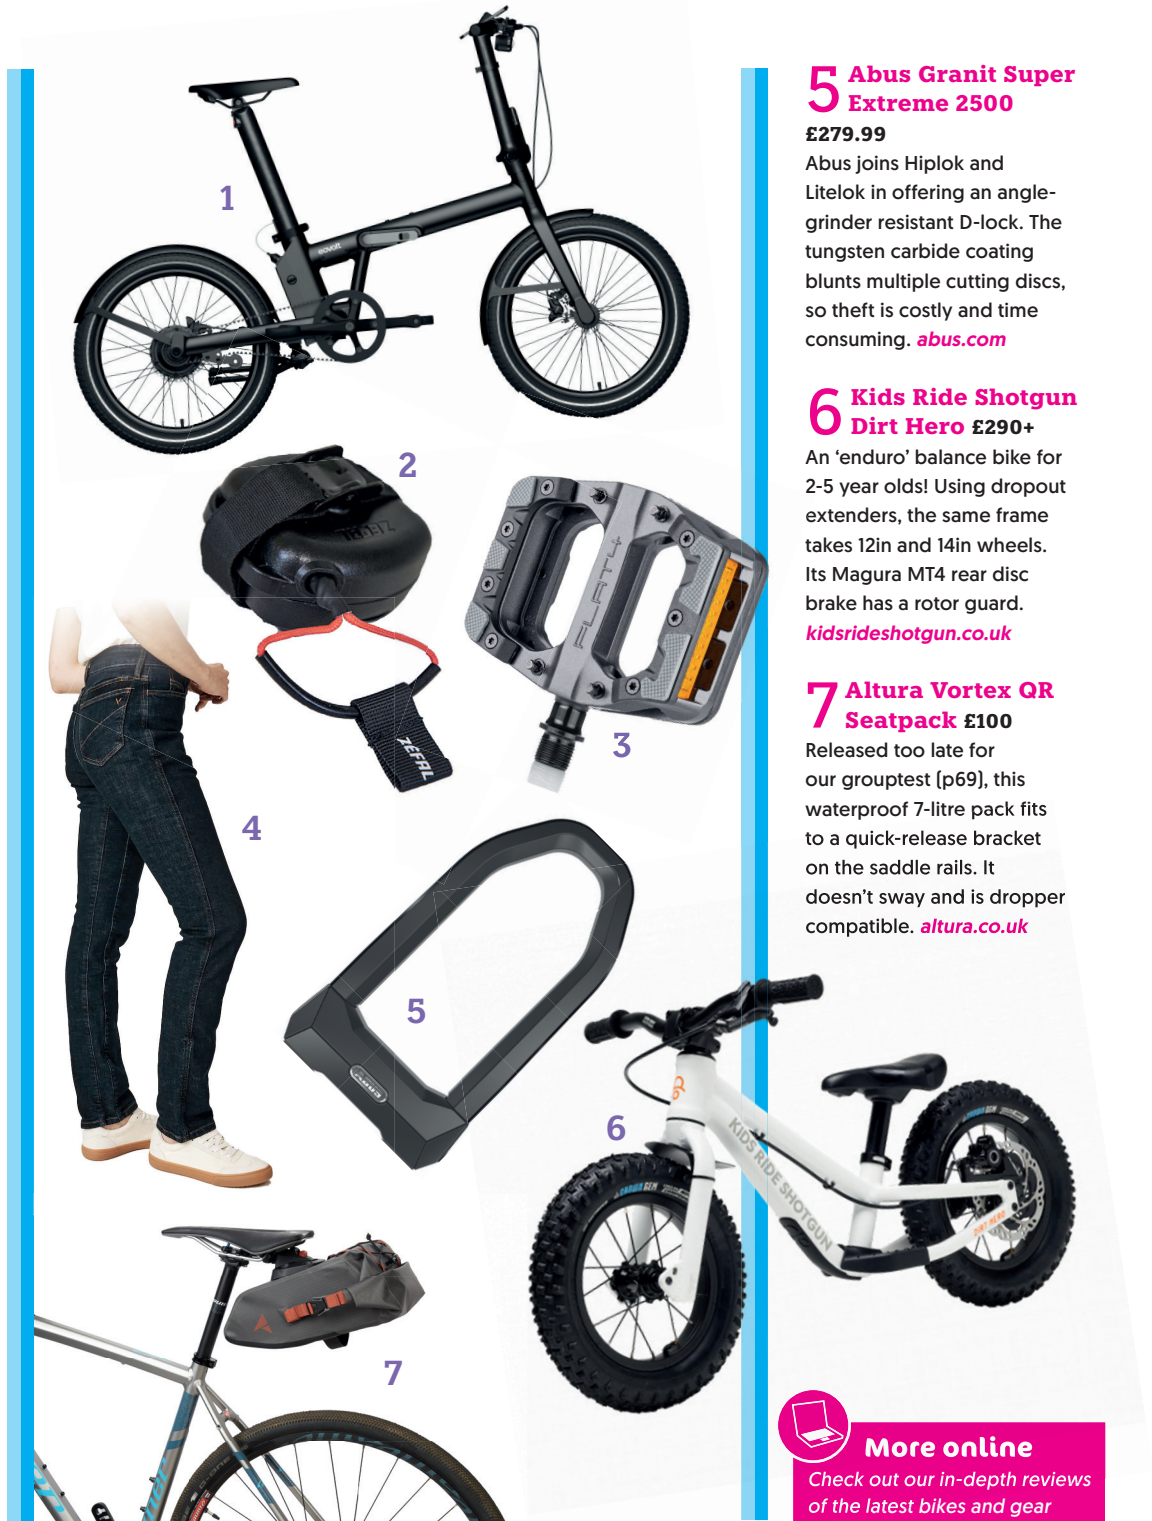 1
eovolt
2
ZEFAL
ZEFAL
FLAT4
3
4
5
ABUS
6
KIDS RIDE SHOTGUN
DIRT HERO
7
5 Abus Granit Super
Extreme 2500
£279.99
Abus joins Hiplok and
Litelok in offering an angle-
grinder resistant D-lock. The
tungsten carbide coating
blunts multiple cutting discs,
so theft is costly and time
consuming. abus.com
6 Kids Ride Shotgun
Dirt Hero £290+
An ‘enduro’ balance bike for
2-5 year olds! Using dropout
extenders, the same frame
takes 12in and 14in wheels.
Its Magura MT4 rear disc
brake has a rotor guard.
kidsrideshotgun.co.uk
7 Altura Vortex QR
Seatpack £100
Released too late for
our grouptest (p69), this
waterproof 7-litre pack fits
to a quick-release bracket
on the saddle rails. It
doesn’t sway and is dropper
compatible. altura.co.uk
More online
Check out our in-depth reviews
of the latest bikes and gear